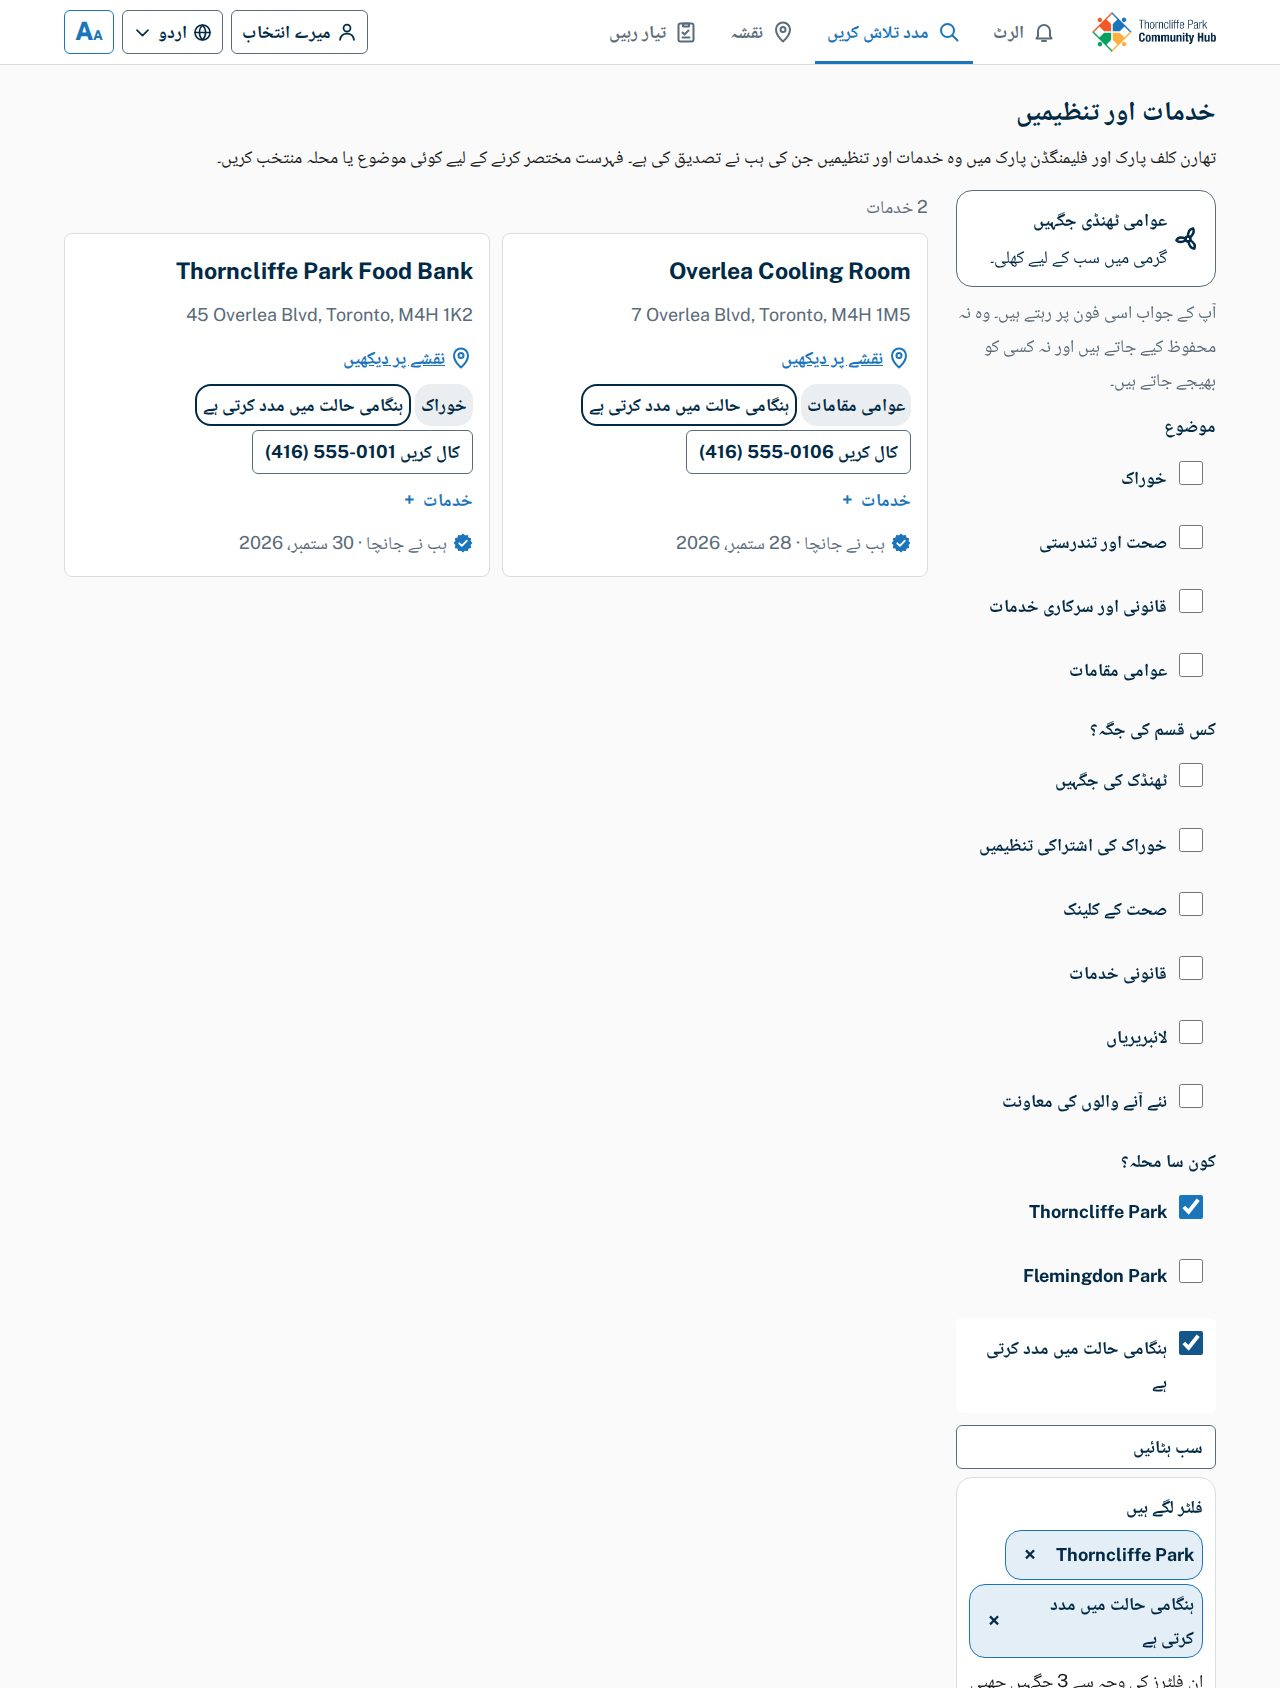 Thorncliffe Park
Community Hub
الرٹ
مدد تلاش کریں
نقشہ
تیار رہیں
میرے انتخاب
اردو
AA
خدمات اور تنظیمیں
تھارن کلف پارک اور فلیمنگڈن پارک میں وہ خدمات اور تنظیمیں جن کی ہب نے تصدیق کی ہے۔ فہرست مختصر کرنے کے لیے کوئی موضوع یا محلہ منتخب کریں۔
عوامی ٹھنڈی جگہیں
گرمی میں سب کے لیے کھلی۔
آپ کے جواب اسی فون پر رہتے ہیں۔ وہ نہ
محفوظ کیے جاتے ہیں اور نہ کسی کو
بھیجے جاتے ہیں۔
موضوع
خوراک
صحت اور تندرستی
قانونی اور سرکاری خدمات
عوامی مقامات
کس قسم کی جگہ؟
ٹھنڈک کی جگہیں
خوراک کی اشتراکی تنظیمیں
صحت کے کلینک
قانونی خدمات
لائبریریاں
نئے آنے والوں کی معاونت
کون سا محلہ؟
Thorncliffe Park
Flemingdon Park
ہنگامی حالت میں مدد کرتی
ہے
سب ہٹائیں
فلٹر لگے ہیں
Thorncliffe Park ×
ہنگامی حالت میں مدد
کرتی ہے ×
ان فلٹرز کی وجہ سے 3 جگہیں چھپی
2 خدمات
Overlea Cooling Room
7 Overlea Blvd, Toronto, M4H 1M5
نقشے پر دیکھیں
عوامی مقامات
ہنگامی حالت میں مدد کرتی ہے
کال کریں (416) 555-0106
خدمات +
ہب نے جانچا · 28 ستمبر، 2026
Thorncliffe Park Food Bank
45 Overlea Blvd, Toronto, M4H 1K2
نقشے پر دیکھیں
خوراک
ہنگامی حالت میں مدد کرتی ہے
کال کریں (416) 555-0101
خدمات +
ہب نے جانچا · 30 ستمبر، 2026